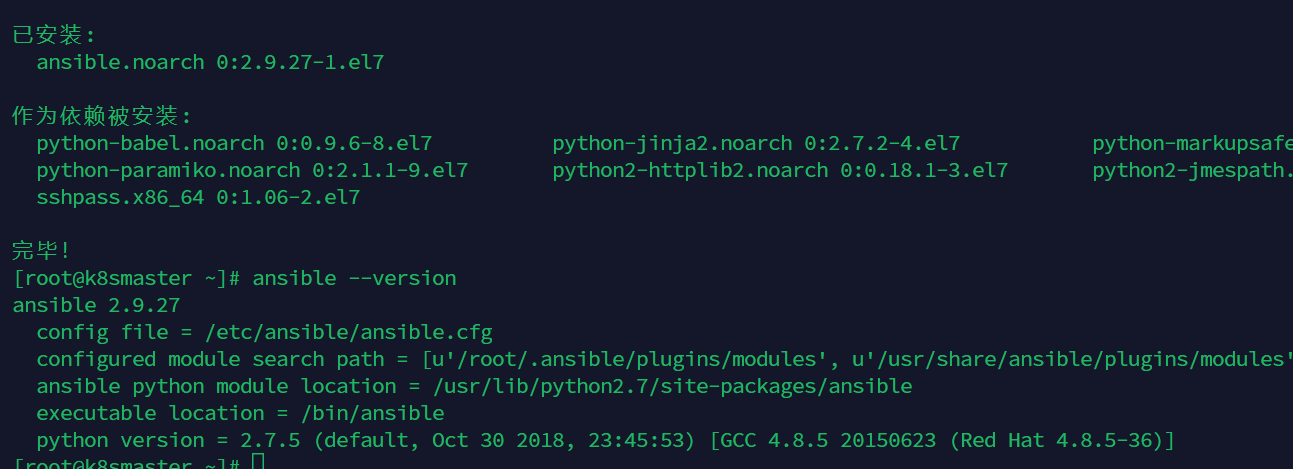 已安装:
ansible.noarch 0:2.9.27-1.el7
作为依赖被安装:
python-babel.noarch 0:0.9.6-8.el7 python-jinja2.noarch 0:2.7.2-4.el7 python-markupsafe
python-paramiko.noarch 0:2.1.1-9.el7 python2-httplib2.noarch 0:0.18.1-3.el7 python2-jmespath.
sshpass.x86_64 0:1.06-2.el7
完毕!
[root@k8smaster ~]# ansible --version
ansible 2.9.27
config file = /etc/ansible/ansible.cfg
configured module search path = [u'/root/.ansible/plugins/modules', u'/usr/share/ansible/plugins/modules'
ansible python module location = /usr/lib/python2.7/site-packages/ansible
executable location = /bin/ansible
python version = 2.7.5 (default, Oct 30 2018, 23:45:53) [GCC 4.8.5 20150623 (Red Hat 4.8.5-36)]
[root@k8smaster ~]#